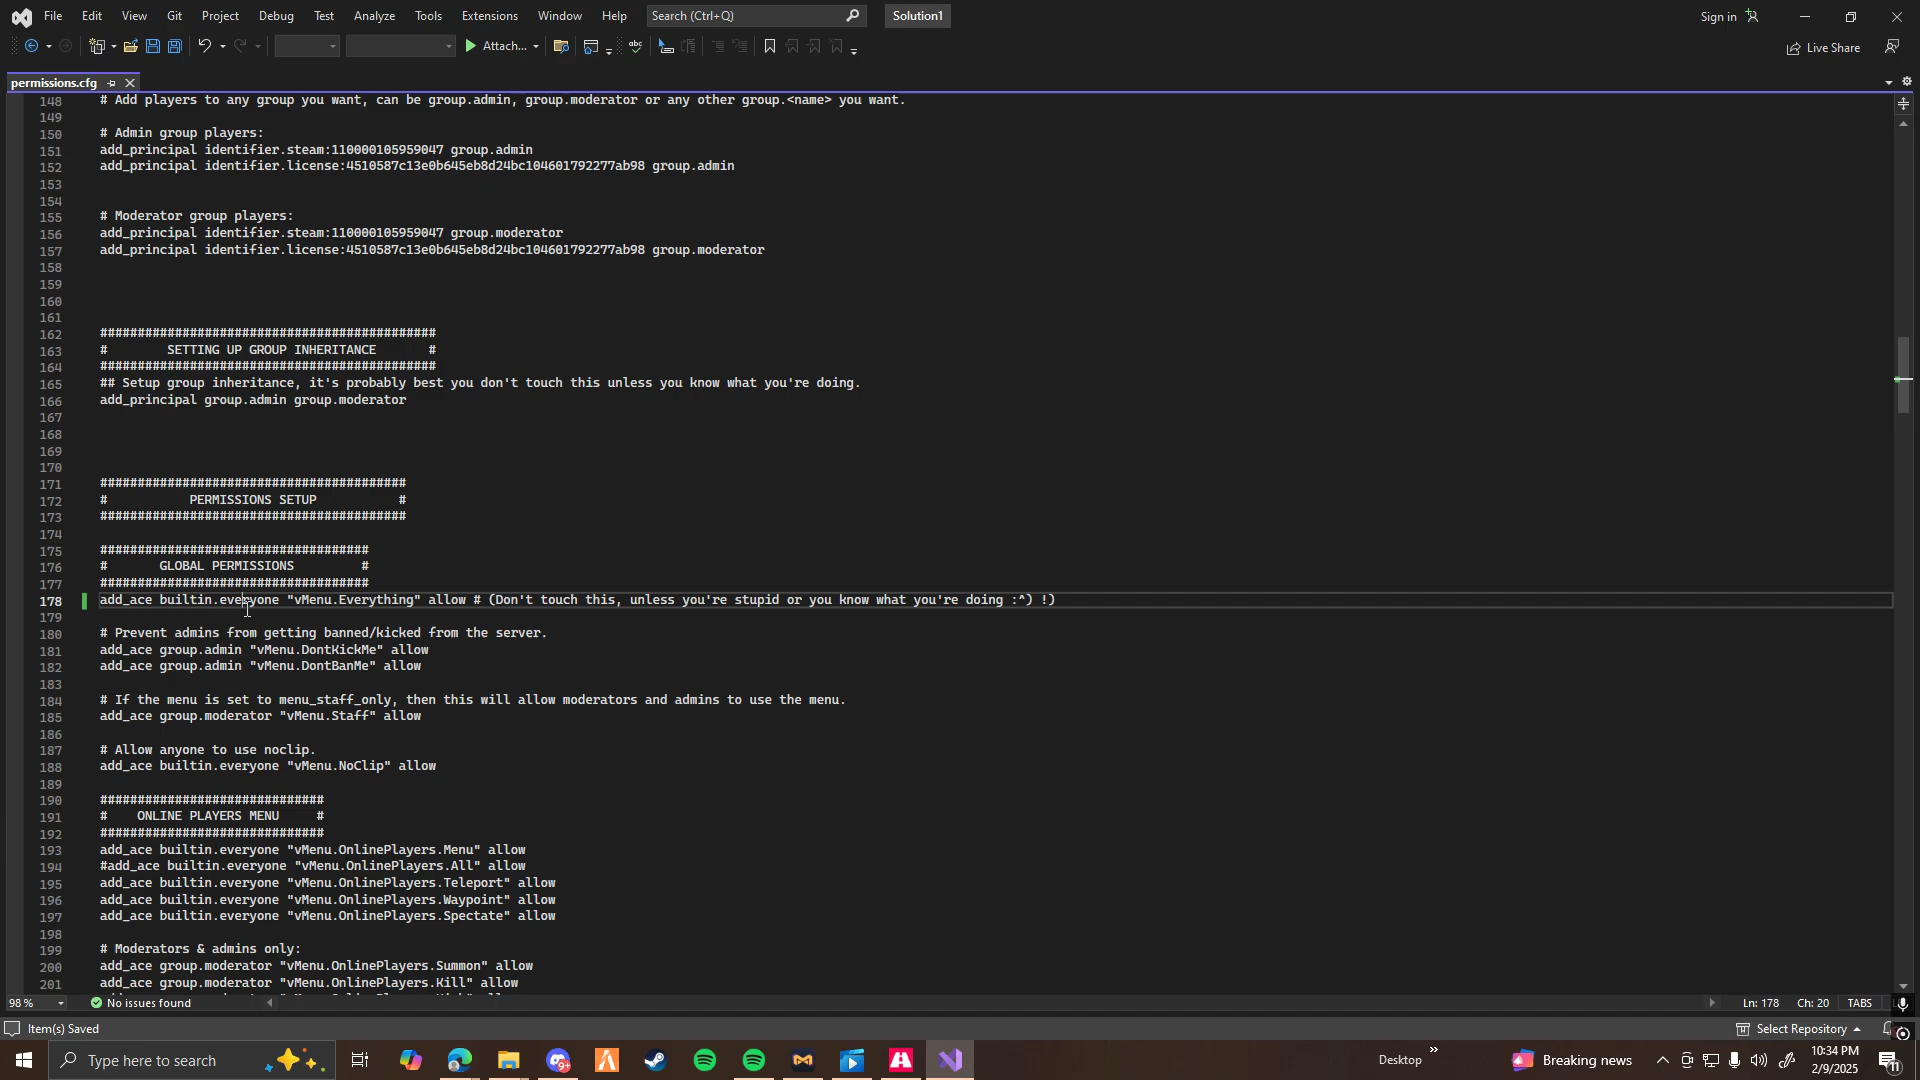 File Edit View Git Project Debug Test Analyze Tools Extensions Window Help Search (Ctrl+Q) Solution1 Sign in
Attach... Live Share
permissions.cfg
148 # Add players to any group you want, can be group.admin, group.moderator or any other group.<name> you want.
149
150 # Admin group players:
151 add_principal identifier.steam:110000105959047 group.admin
152 add_principal identifier.license:4510587c13e0b645eb8d24bc104601792277ab98 group.admin
153
154
155 # Moderator group players:
156 add_principal identifier.steam:110000105959047 group.moderator
157 add_principal identifier.license:4510587c13e0b645eb8d24bc104601792277ab98 group.moderator
158
159
160
161
162 #############################################
163 # SETTING UP GROUP INHERITANCE #
164 #############################################
165 ## Setup group inheritance, it's probably best you don't touch this unless you know what you're doing.
166 add_principal group.admin group.moderator
167
168
169
170
171 #########################################
172 # PERMISSIONS SETUP #
173 #########################################
174
175 ####################################
176 # GLOBAL PERMISSIONS #
177 ####################################
178 add_ace builtin.everyone "vMenu.Everything" allow # (Don't touch this, unless you're stupid or you know what you're doing :^) !)
179
180 # Prevent admins from getting banned/kicked from the server.
181 add_ace group.admin "vMenu.DontKickMe" allow
182 add_ace group.admin "vMenu.DontBanMe" allow
183
184 # If the menu is set to menu_staff_only, then this will allow moderators and admins to use the menu.
185 add_ace group.moderator "vMenu.Staff" allow
186
187 # Allow anyone to use noclip.
188 add_ace builtin.everyone "vMenu.NoClip" allow
189
190 ##############################
191 # ONLINE PLAYERS MENU #
192 ##############################
193 add_ace builtin.everyone "vMenu.OnlinePlayers.Menu" allow
194 #add_ace builtin.everyone "vMenu.OnlinePlayers.All" allow
195 add_ace builtin.everyone "vMenu.OnlinePlayers.Teleport" allow
196 add_ace builtin.everyone "vMenu.OnlinePlayers.Waypoint" allow
197 add_ace builtin.everyone "vMenu.OnlinePlayers.Spectate" allow
198
199 # Moderators & admins only:
200 add_ace group.moderator "vMenu.OnlinePlayers.Summon" allow
201 add_ace group.moderator "vMenu.OnlinePlayers.Kill" allow
98 % No issues found Ln: 178 Ch: 20 TABS
Item(s) Saved Select Repository
Type here to search 9+ Desktop Breaking news 10:34 PM
2/9/2025 11